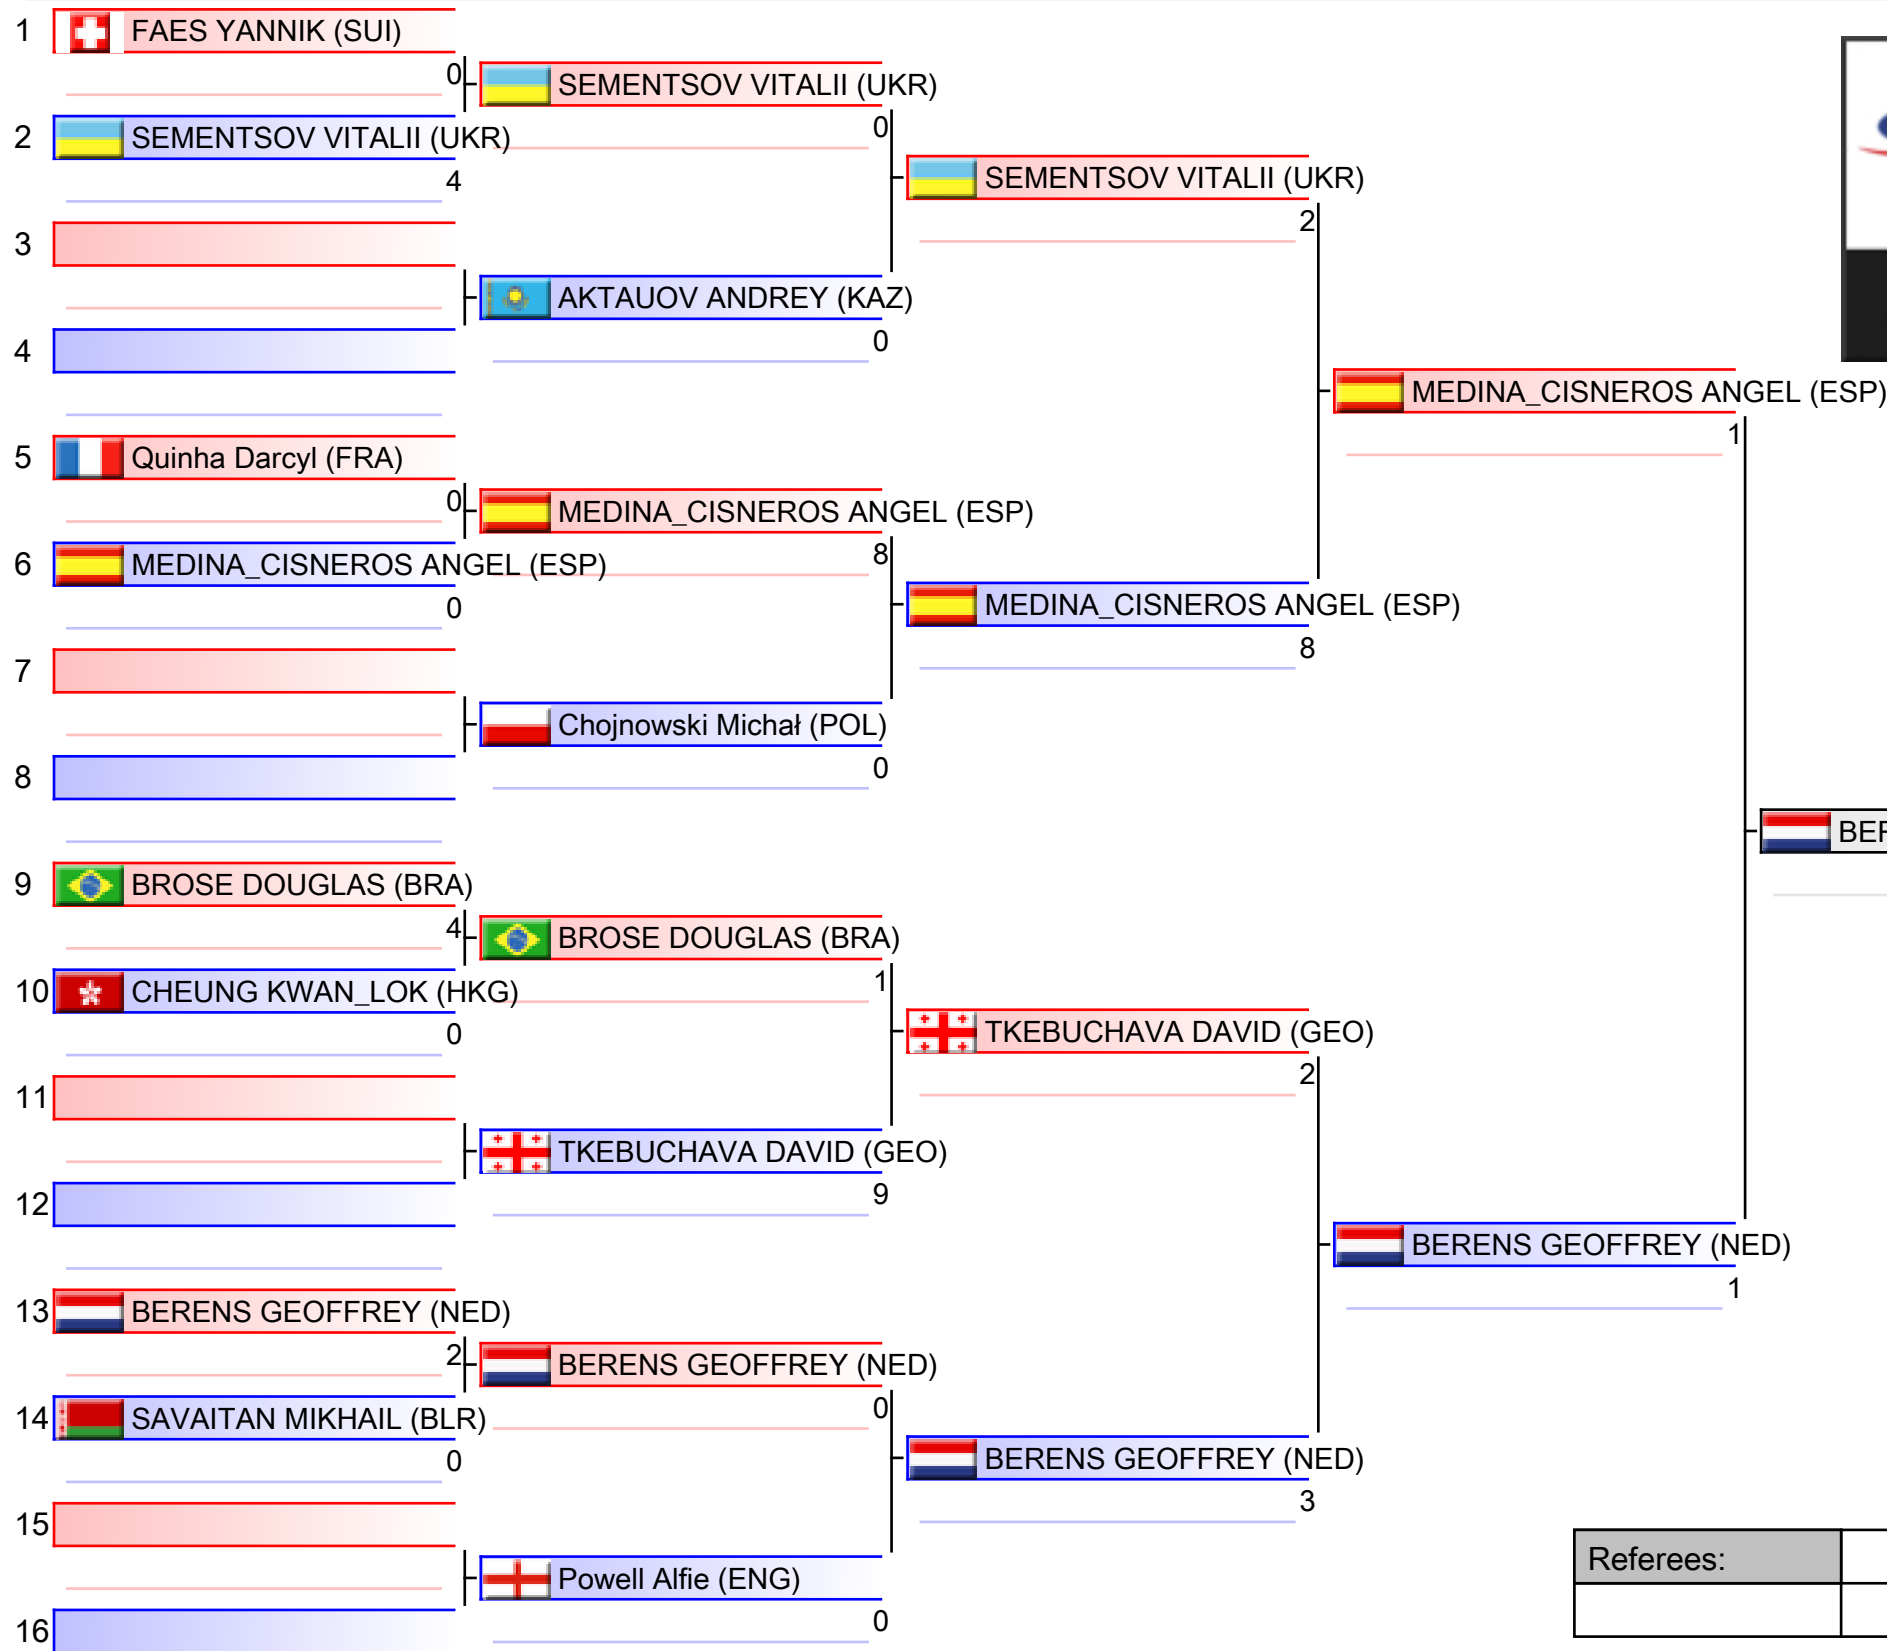 1 FAES YANNIK (SUI)
0
SEMENTSOV VITALII (UKR)
0
2 SEMENTSOV VITALII (UKR)
4
SEMENTSOV VITALII (UKR)
2
3
AKTAUOV ANDREY (KAZ)
0
4
MEDINA_CISNEROS ANGEL (ESP)
1
5 Quinha Darcyl (FRA)
0
MEDINA_CISNEROS ANGEL (ESP)
8
6 MEDINA_CISNEROS ANGEL (ESP)
0
MEDINA_CISNEROS ANGEL (ESP)
8
7
Chojnowski Michał (POL)
0
8
BER
9 BROSE DOUGLAS (BRA)
4
BROSE DOUGLAS (BRA)
1
10 CHEUNG KWAN_LOK (HKG)
0
TKEBUCHAVA DAVID (GEO)
2
11
TKEBUCHAVA DAVID (GEO)
9
12
BERENS GEOFFREY (NED)
1
13 BERENS GEOFFREY (NED)
2
BERENS GEOFFREY (NED)
0
14 SAVAITAN MIKHAIL (BLR)
0
BERENS GEOFFREY (NED)
3
15
Powell Alfie (ENG)
0
16
Referees: